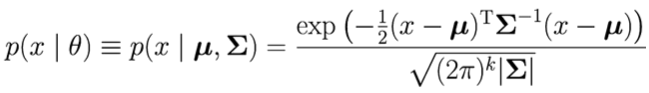 p(x | θ) ≡ p(x | μ, Σ) = exp (−½(x − μ)ᵀΣ⁻¹(x − μ)) / √((2π)ᵏ|Σ|)